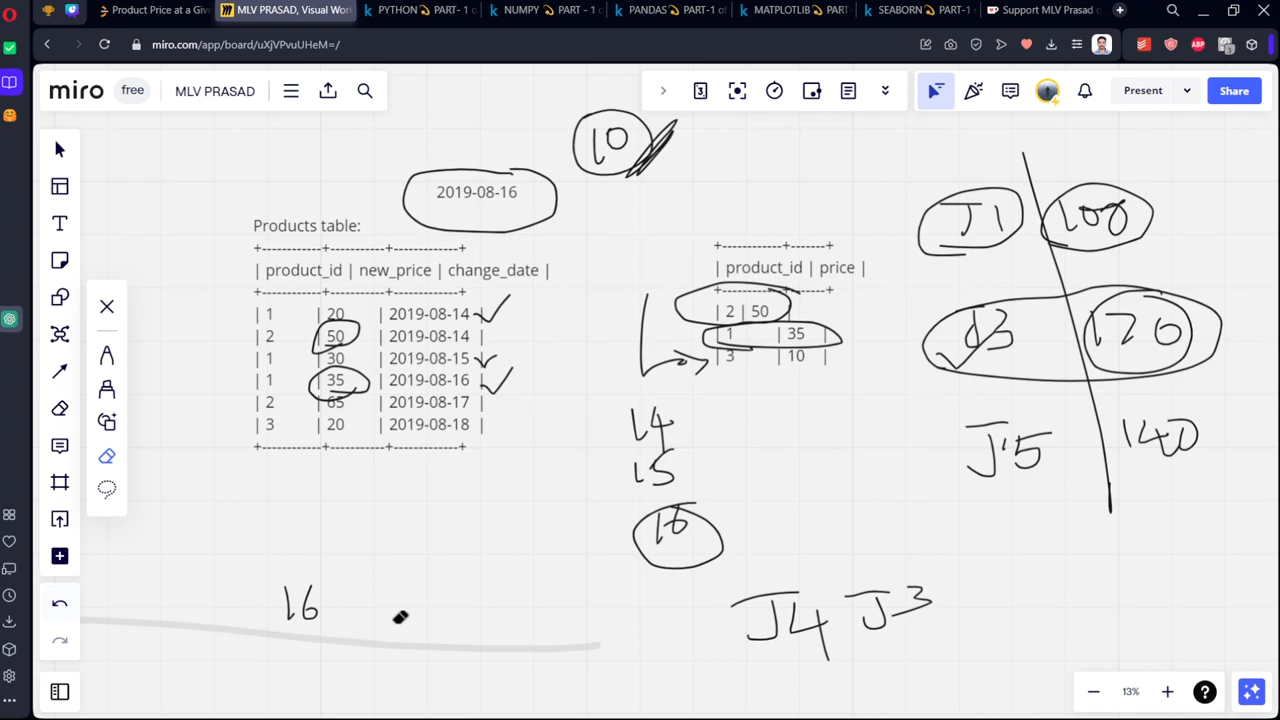 Product Price at a Giv
MLV PRASAD, Visual Wor
PYTHON PART- 1 o
NUMPY PART - 1 o
PANDAS PART-1 of
MATPLOTLIB PART-
SEABORN PART-1
Support MLV Prasad o
miro.com/app/board/uXjVPvuUHeM=/
miro
free
MLV PRASAD
Present
Share
10
2019-08-16
Products table:
+------------+-----------+-------------+
| product_id | new_price | change_date |
+------------+-----------+-------------+
| 1 | 20 | 2019-08-14 |
| 2 | 50 | 2019-08-14 |
| 1 | 30 | 2019-08-15 |
| 1 | 35 | 2019-08-16 |
| 2 | 65 | 2019-08-17 |
| 3 | 20 | 2019-08-18 |
+------------+-----------+-------------+
+------------+-------+
| product_id | price |
+------------+-------+
| 2 | 50 |
| 1 | 35 |
| 3 | 10 |
14
15
16
J1 100
J3 120
J5 140
16
J4 J3
13%